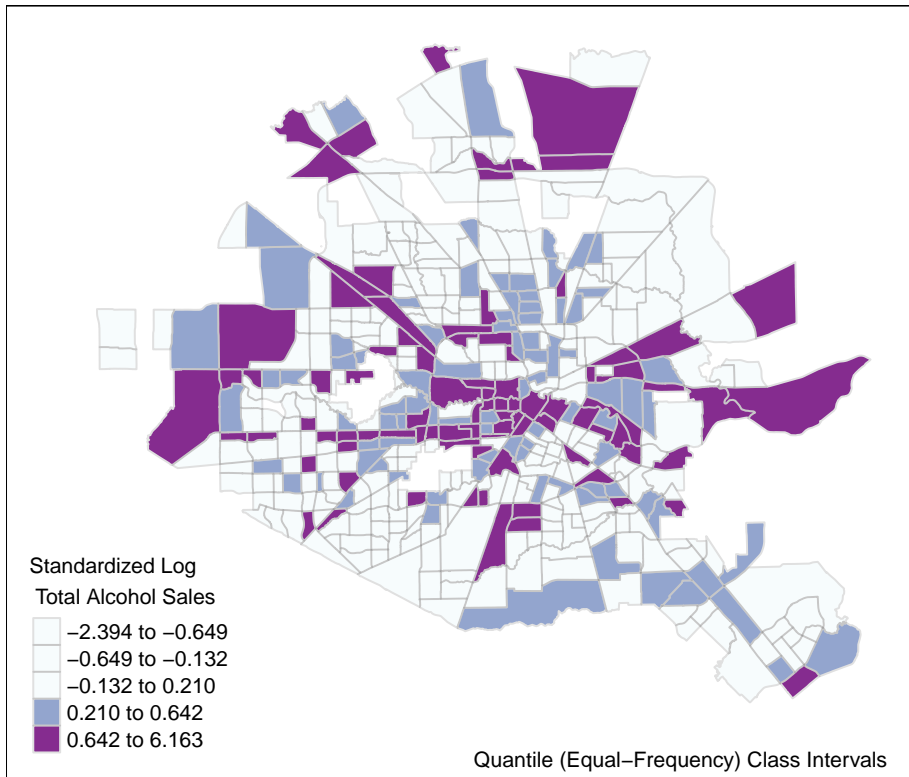 Standardized Log
Total Alcohol Sales
−2.394 to −0.649
−0.649 to −0.132
−0.132 to 0.210
0.210 to 0.642
0.642 to 6.163
Quantile (Equal−Frequency) Class Intervals